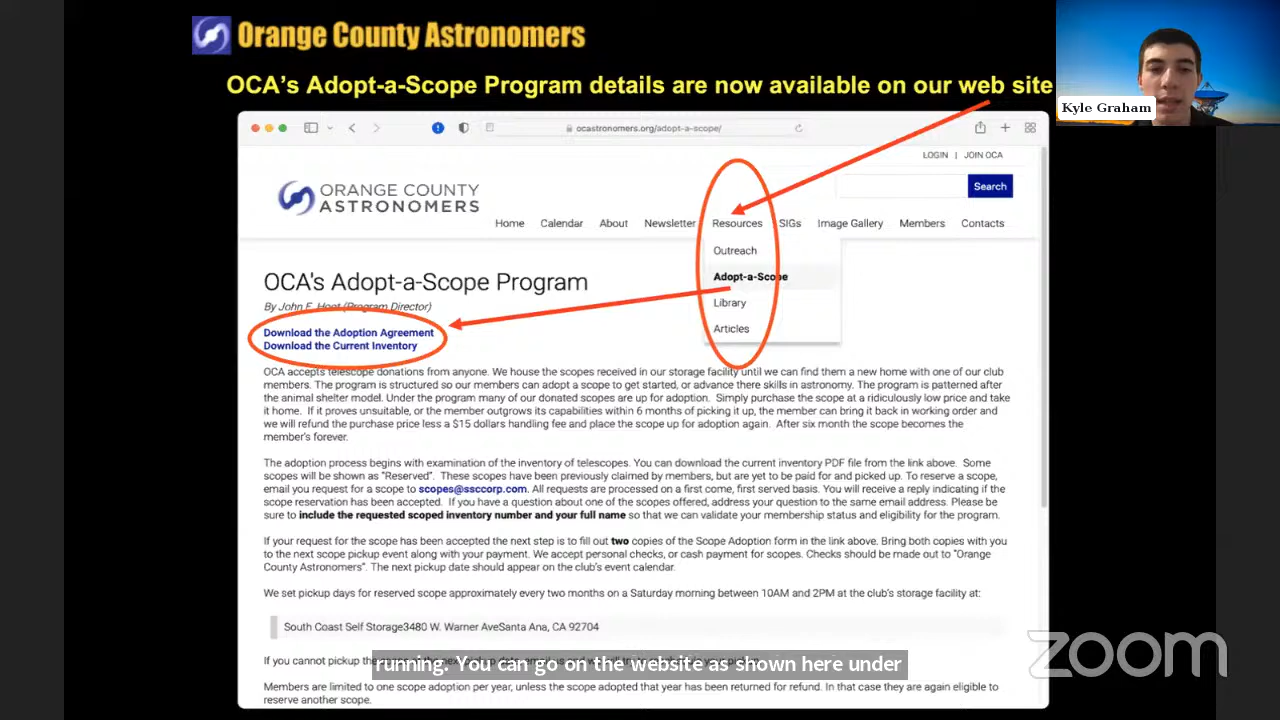 Orange County Astronomers
OCA's Adopt-a-Scope Program details are now available on our web site
Kyle Graham
ocastronomers.org/adopt-a-scope/
LOGIN | JOIN OCA
ORANGE COUNTY
ASTRONOMERS
Search
Home Calendar About Newsletter Resources SIGs Image Gallery Members Contacts
Outreach
Adopt-a-Scope
Library
Articles
OCA's Adopt-a-Scope Program
By John E. Hoot (Program Director)
Download the Adoption Agreement
Download the Current Inventory
OCA accepts telescope donations from anyone. We house the scopes received in our storage facility until we can find them a new home with one of our club
members. The program is structured so our members can adopt a scope to get started, or advance there skills in astronomy. The program is patterned after
the animal shelter model. Under the program many of our donated scopes are up for adoption. Simply purchase the scope at a ridiculously low price and take
it home. If it proves unsuitable, or the member outgrows its capabilities within 6 months of picking it up, the member can bring it back in working order and
we will refund the purchase price less a $15 dollars handling fee and place the scope up for adoption again. After six month the scope becomes the
member's forever.
The adoption process begins with examination of the inventory of telescopes. You can download the current inventory PDF file from the link above. Some
scopes will be shown as "Reserved". These scopes have been previously claimed by members, but are yet to be paid for and picked up. To reserve a scope,
email you request for a scope to scopes@ssccorp.com. All requests are processed on a first come, first served basis. You will receive a reply indicating if the
scope reservation has been accepted. If you have a question about one of the scopes offered, address your question to the same email address. Please be
sure to include the requested scoped inventory number and your full name so that we can validate your membership status and eligibility for the program.
If your request for the scope has been accepted the next step is to fill out two copies of the Scope Adoption form in the link above. Bring both copies with you
to the next scope pickup event along with your payment. We accept personal checks, or cash payment for scopes. Checks should be made out to "Orange
County Astronomers". The next pickup date should appear on the club's event calendar.
We set pickup days for reserved scope approximately every two months on a Saturday morning between 10AM and 2PM at the club's storage facility at:
South Coast Self Storage3480 W. Warner AveSanta Ana, CA 92704
If you cannot pickup the
running. You can go on the website as shown here under
zoom
Members are limited to one scope adoption per year, unless the scope adopted that year has been returned for refund. In that case they are again eligible to
reserve another scope.